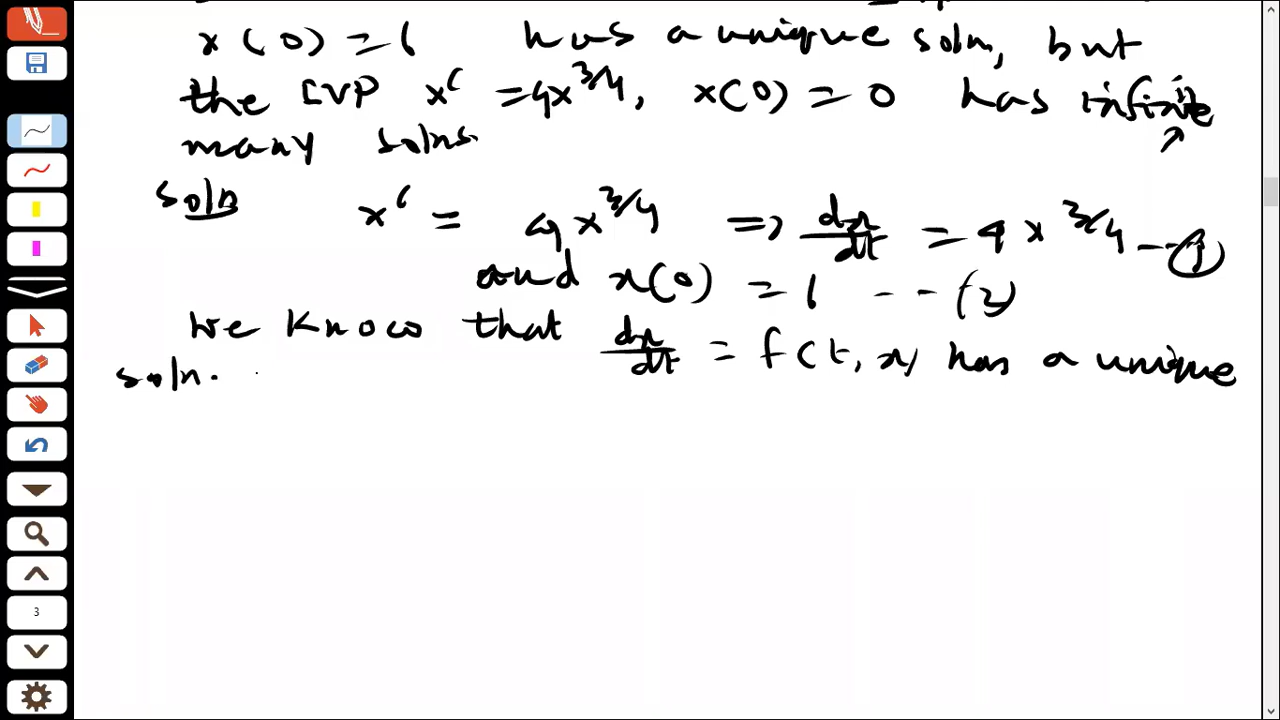 x(0) = 1 has a unique soln, but
the IVP x' = 4x^3/4, x(0) = 0 has infinite
many solns.
soln x' = 4x^3/4 => dx/dt = 4x^3/4 --(1)
and x(0) = 1 -- (2)
We know that dx/dt = f(t, x) has a unique
soln.
3